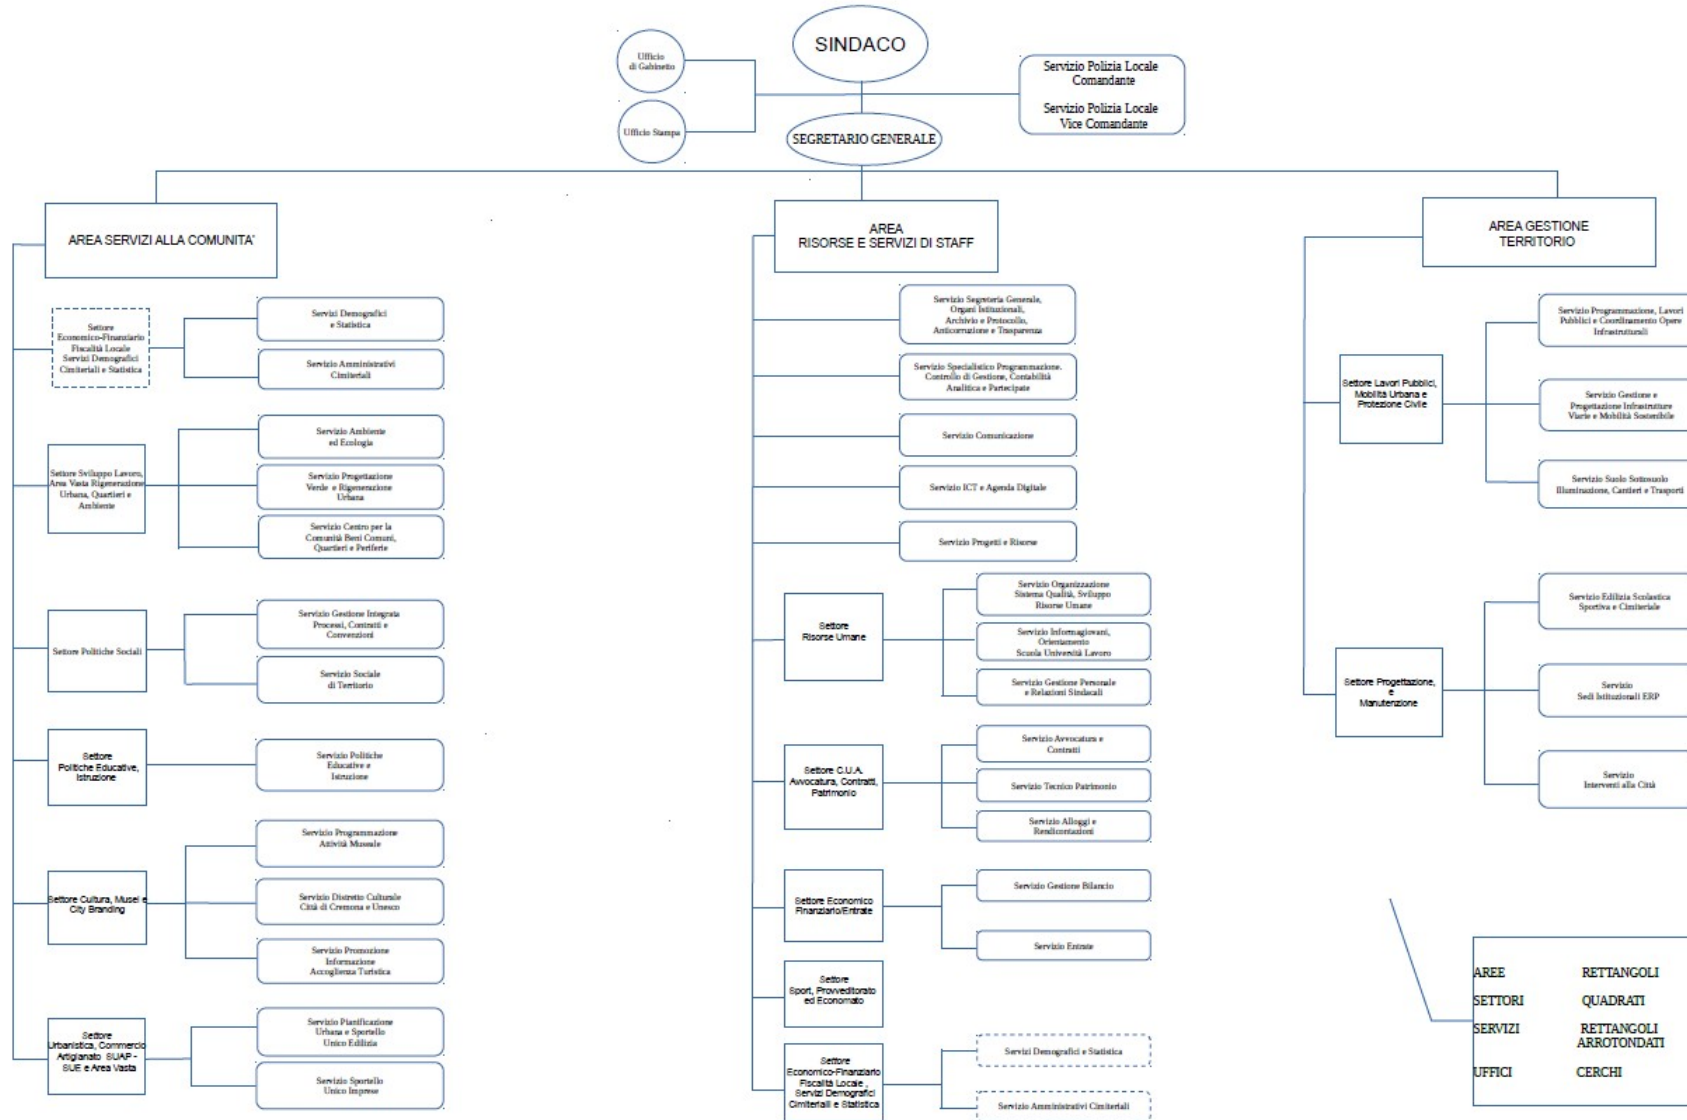 SINDACO
Ufficio
di Gabinetto
Ufficio Stampa
Servizio Polizia Locale
Comandante
Servizio Polizia Locale
Vice Comandante
SEGRETARIO GENERALE
AREA SERVIZI ALLA COMUNITA'
Settore
Economico-Finanziario
Fiscalità Locale
Servizi Demografici
Cimiteriali e Statistica
Servizi Demografici
e Statistica
Servizio Amministrativi
Cimiteriali
Settore Sviluppo Lavoro,
Area Vasta Rigenerazione
Urbana, Quartieri e
Ambiente
Servizio Ambiente
ed Ecologia
Servizio Progettazione
Verde e Rigenerazione
Urbana
Servizio Centro per la
Comunità Beni Comuni,
Quartieri e Periferie
Settore Politiche Sociali
Servizio Gestione Integrata
Processi, Contratti e
Convenzioni
Servizio Sociale
di Territorio
Settore
Politiche Educative,
Istruzione
Servizio Politiche
Educative e
Istruzione
Settore Cultura, Musei e
City Branding
Servizio Programmazione
Attività Museale
Servizio Distretto Culturale
Città di Cremona e Unesco
Servizio Promozione
Informazione
Accoglienza Turistica
Settore
Urbanistica, Commercio
Artigianato SUAP -
SUE e Area Vasta
Servizio Pianificazione
Urbana e Sportello
Unico Edilizia
Servizio Sportello
Unico Imprese
AREA
RISORSE E SERVIZI DI STAFF
Servizio Segreteria Generale,
Organi Istituzionali,
Archivio e Protocollo,
Anticorruzione e Trasparenza
Servizio Specialistico Programmazione.
Controllo di Gestione, Contabilità
Analitica e Partecipate
Servizio Comunicazione
Servizio ICT e Agenda Digitale
Servizio Progetti e Risorse
Settore
Risorse Umane
Servizio Organizzazione
Sistema Qualità, Sviluppo
Risorse Umane
Servizio Informagiovani,
Orientamento
Scuola Università Lavoro
Servizio Gestione Personale
e Relazioni Sindacali
Settore C.U.A.
Avvocatura, Contratti,
Patrimonio
Servizio Avvocatura e
Contratti
Servizio Tecnico Patrimonio
Servizio Alloggi e
Rendicontazioni
Settore Economico
Finanziario/Entrate
Servizio Gestione Bilancio
Servizio Entrate
Settore
Sport, Provveditorato
ed Economato
Settore
Economico-Finanziario
Fiscalità Locale ,
Servizi Demografici
Cimiteriali e Statistica
Servizi Demografici e Statistica
Servizio Amministrativi Cimiteriali
AREA GESTIONE
TERRITORIO
Settore Lavori Pubblici,
Mobilità Urbana e
Protezione Civile
Servizio Programmazione, Lavori
Pubblici e Coordinamento Opere
Infrastrutturali
Servizio Gestione e
Progettazione Infrastrutture
Viarie e Mobilità Sostenibile
Servizio Suolo Sottosuolo
Illuminazione, Cantieri e Trasporti
Settore Progettazione,
e
Manutenzione
Servizio Edilizia Scolastica
Sportiva e Cimiteriale
Servizio
Sedi Istituzionali ERP
Servizio
Interventi alla Città
AREE RETTANGOLI
SETTORI QUADRATI
SERVIZI RETTANGOLI
ARROTONDATI
UFFICI CERCHI